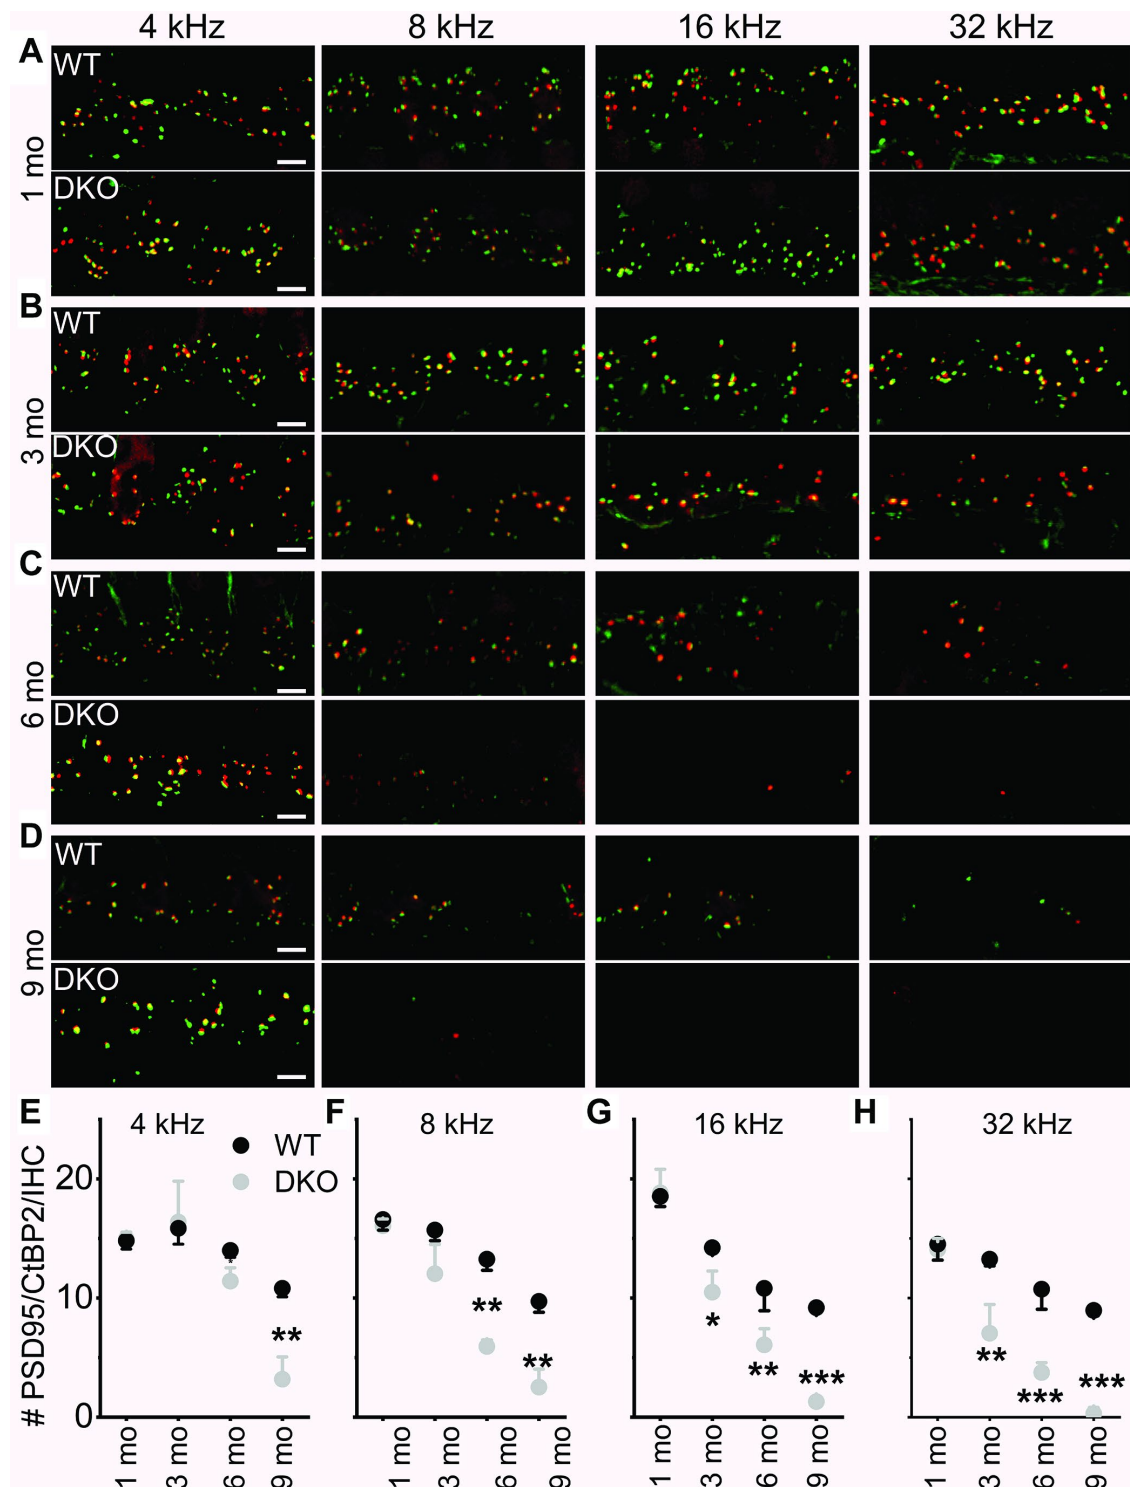 4 kHz 8 kHz 16 kHz 32 kHz
A
WT
1 mo
DKO
B
WT
3 mo
DKO
C
WT
6 mo
DKO
D
WT
9 mo
DKO
E 4 kHz F 8 kHz G 16 kHz H 32 kHz
WT
DKO
# PSD95/CtBP2/IHC
20
10
0
*
** ** ** * ** *** ** *** ***
1 mo 3 mo 6 mo 9 mo 1 mo 3 mo 6 mo 9 mo 1 mo 3 mo 6 mo 9 mo 1 mo 3 mo 6 mo 9 mo